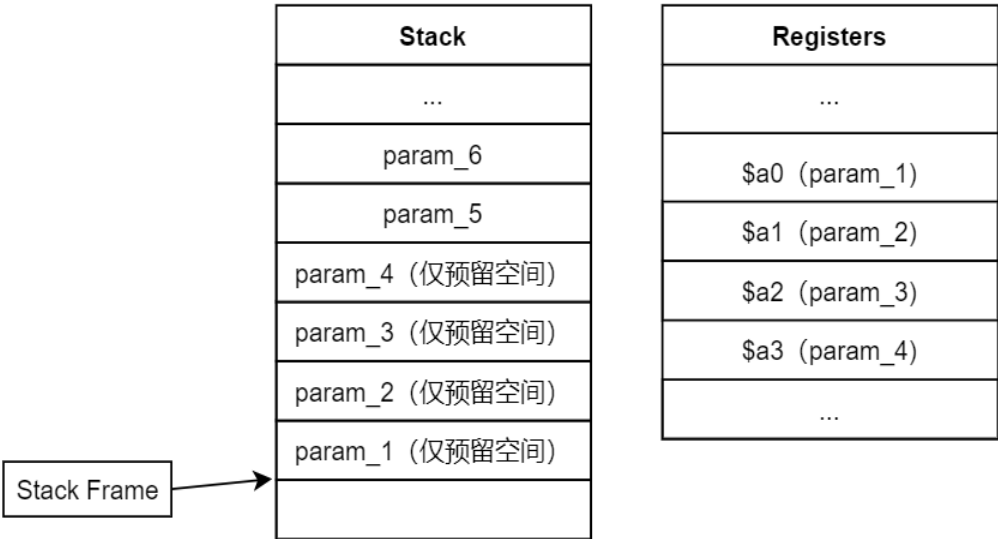 Stack
...
param_6
param_5
param_4（仅预留空间）
param_3（仅预留空间）
param_2（仅预留空间）
param_1（仅预留空间）
Stack Frame
Registers
...
$a0（param_1）
$a1（param_2）
$a2（param_3）
$a3（param_4）
...